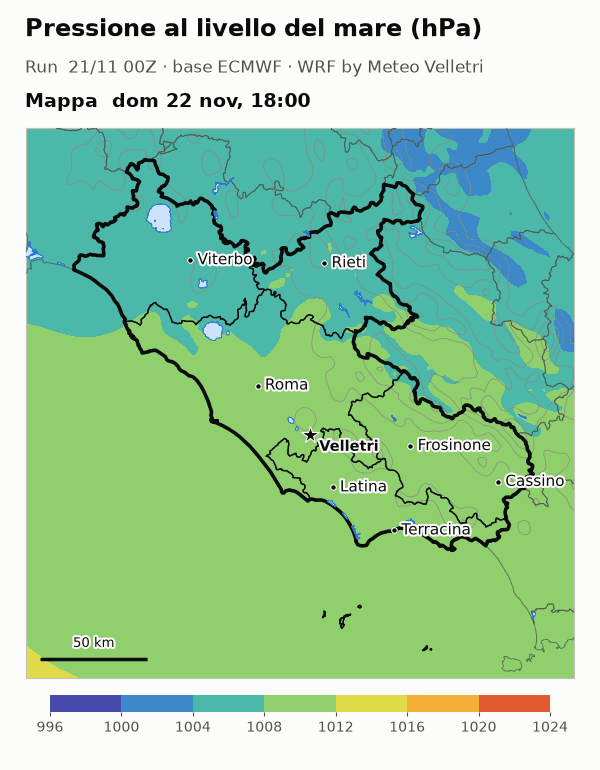 Pressione al livello del mare (hPa)
Run 21/11 00Z · base ECMWF · WRF by Meteo Velletri
Mappa dom 22 nov, 18:00
Viterbo
Rieti
Roma
Velletri
Frosinone
Cassino
Latina
Terracina
50 km
996 1000 1004 1008 1012 1016 1020 1024